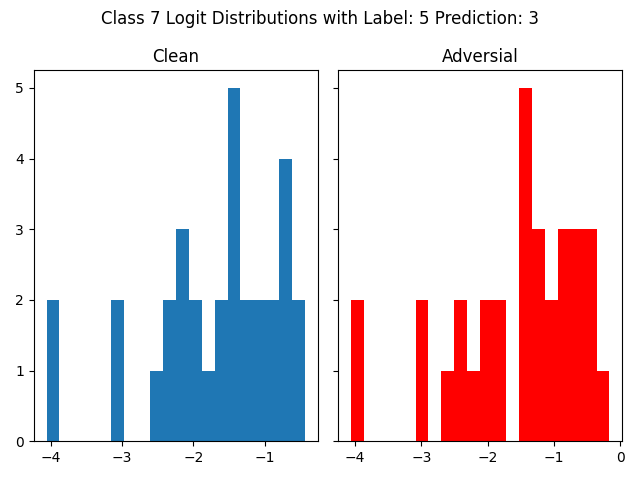 Class 7 Logit Distributions with Label: 5 Prediction: 3
Clean
Adversial
5
4
3
2
1
0
−4 −3 −2 −1
−4 −3 −2 −1 0